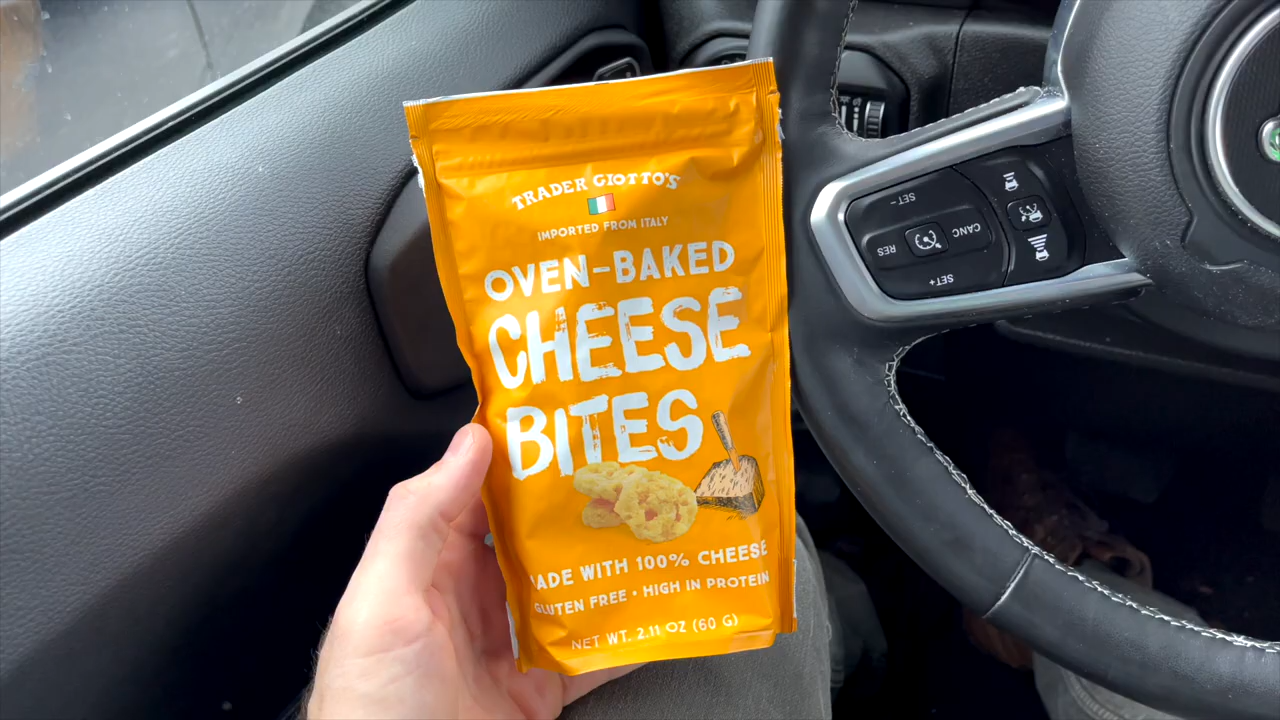 TRADER GIOTTO'S
IMPORTED FROM ITALY
OVEN-BAKED
CHEESE
BITES
MADE WITH 100% CHEESE
GLUTEN FREE • HIGH IN PROTEIN
NET WT. 2.11 OZ (60 G)
SET-
RES
CANC
SET+